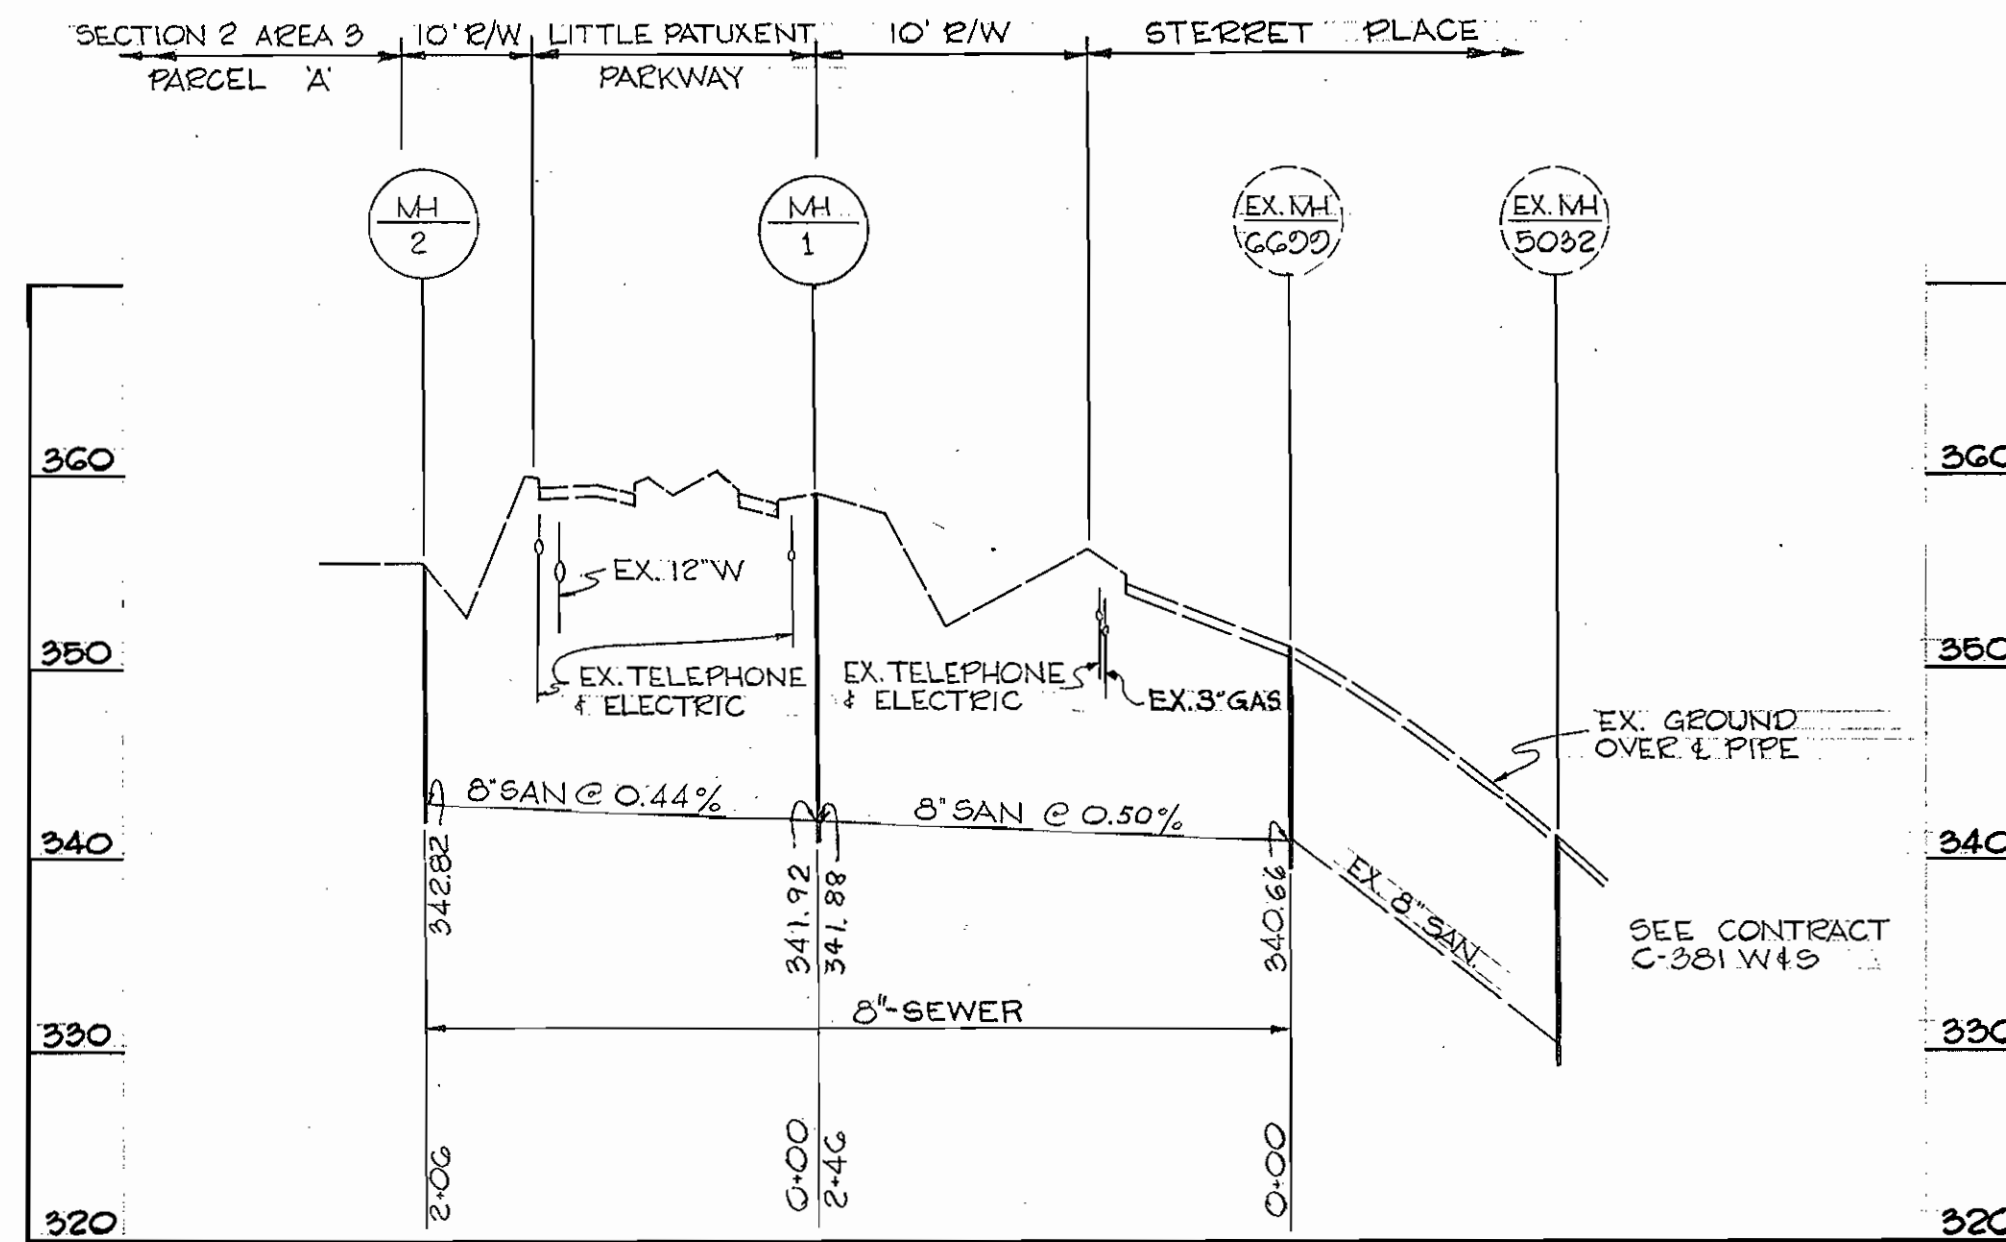 SECTION 2 AREA 3
PARCEL 'A'
10' R/W
LITTLE PATUXENT
PARKWAY
10' R/W
STERRET PLACE
MH
2
MH
1
EX. MH
6699
EX. MH
5032
360
360
EX. 12"W
350
350
EX. TELEPHONE
& ELECTRIC
EX. TELEPHONE
& ELECTRIC
EX. 3" GAS
EX. GROUND
OVER ℄ PIPE
8" SAN @ 0.44%
8" SAN @ 0.50%
340
340
342.82
341.92
341.88
340.66
EX. 8" SAN.
SEE CONTRACT
C-381 W&S
8"-SEWER
330
330
2+06
0+00
2+46
0+00
320
320